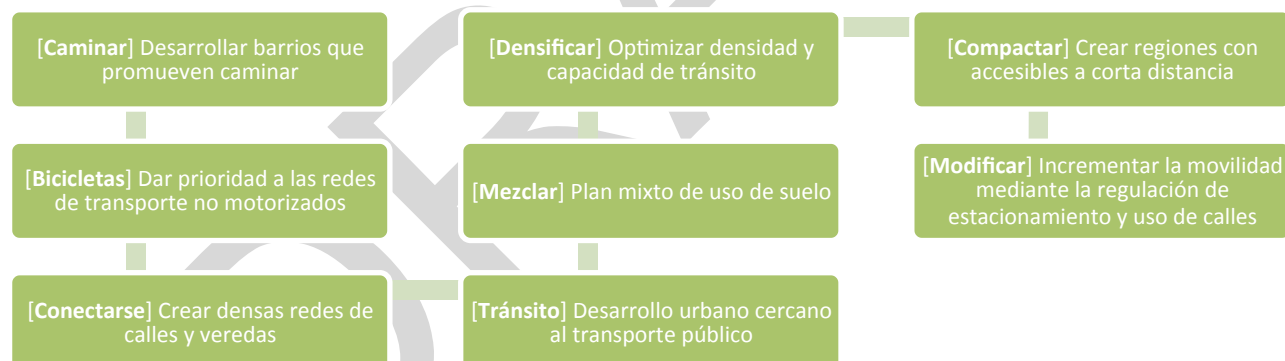 [Caminar] Desarrollar barrios que
promueven caminar
[Bicicletas] Dar prioridad a las redes
de transporte no motorizados
[Conectarse] Crear densas redes de
calles y veredas
[Tránsito] Desarrollo urbano cercano
al transporte público
[Mezclar] Plan mixto de uso de suelo
[Densificar] Optimizar densidad y
capacidad de tránsito
[Compactar] Crear regiones con
accesibles a corta distancia
[Modificar] Incrementar la movilidad
mediante la regulación de
estacionamiento y uso de calles